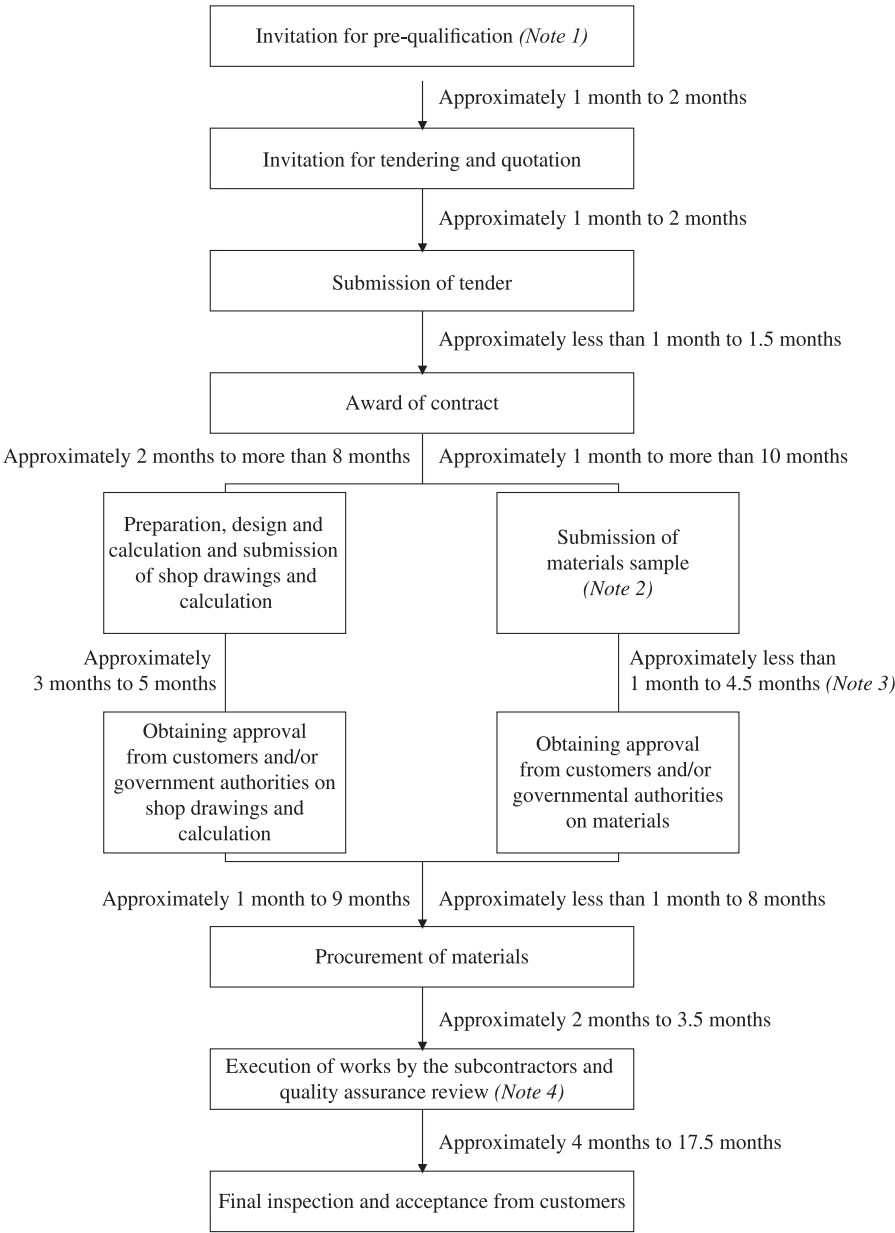 Invitation for pre-qualification (Note 1)
Approximately 1 month to 2 months
Invitation for tendering and quotation
Approximately 1 month to 2 months
Submission of tender
Approximately less than 1 month to 1.5 months
Award of contract
Approximately 2 months to more than 8 months
Approximately 1 month to more than 10 months
Preparation, design and
calculation and submission
of shop drawings and
calculation
Submission of
materials sample
(Note 2)
Approximately
3 months to 5 months
Approximately less than
1 month to 4.5 months (Note 3)
Obtaining approval
from customers and/or
government authorities on
shop drawings and
calculation
Obtaining approval
from customers and/or
governmental authorities
on materials
Approximately 1 month to 9 months
Approximately less than 1 month to 8 months
Procurement of materials
Approximately 2 months to 3.5 months
Execution of works by the subcontractors and
quality assurance review (Note 4)
Approximately 4 months to 17.5 months
Final inspection and acceptance from customers